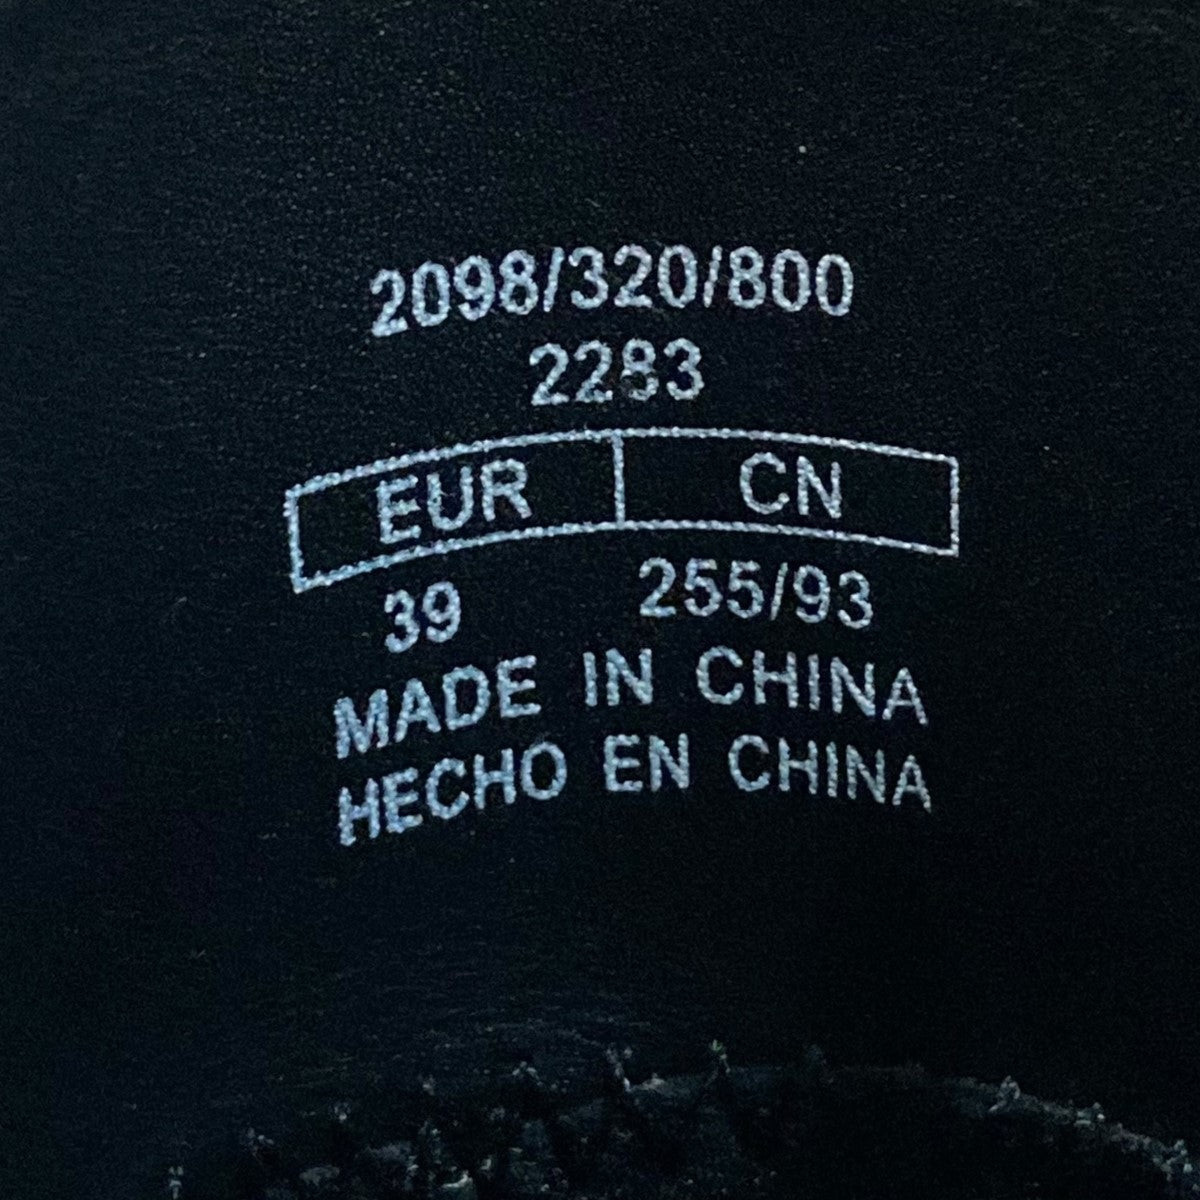 2098/320/800
2283
EUR CN
39 255/93
MADE IN CHINA
HECHO EN CHINA